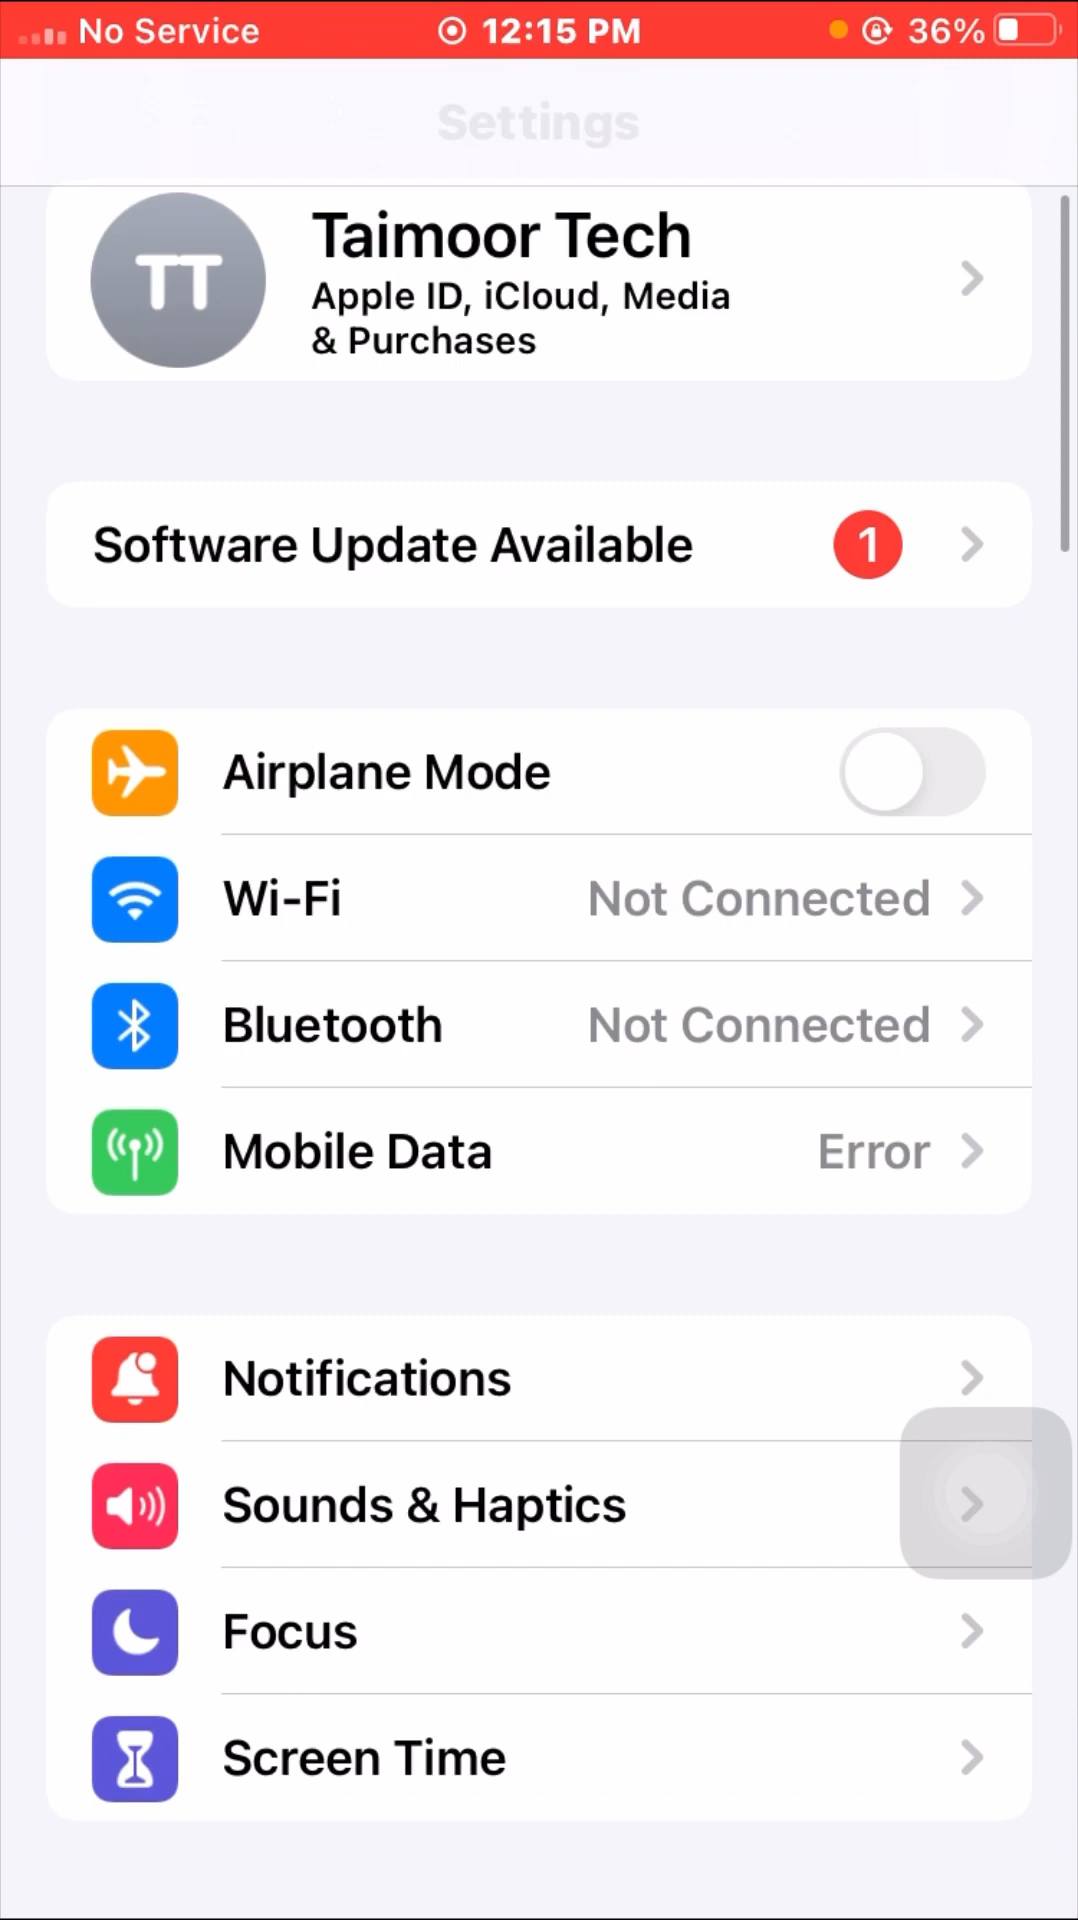 No Service 12:15 PM 36%
Settings
TT
Taimoor Tech
Apple ID, iCloud, Media
& Purchases
Software Update Available 1
Airplane Mode
Wi-Fi Not Connected
Bluetooth Not Connected
Mobile Data Error
Notifications
Sounds & Haptics
Focus
Screen Time